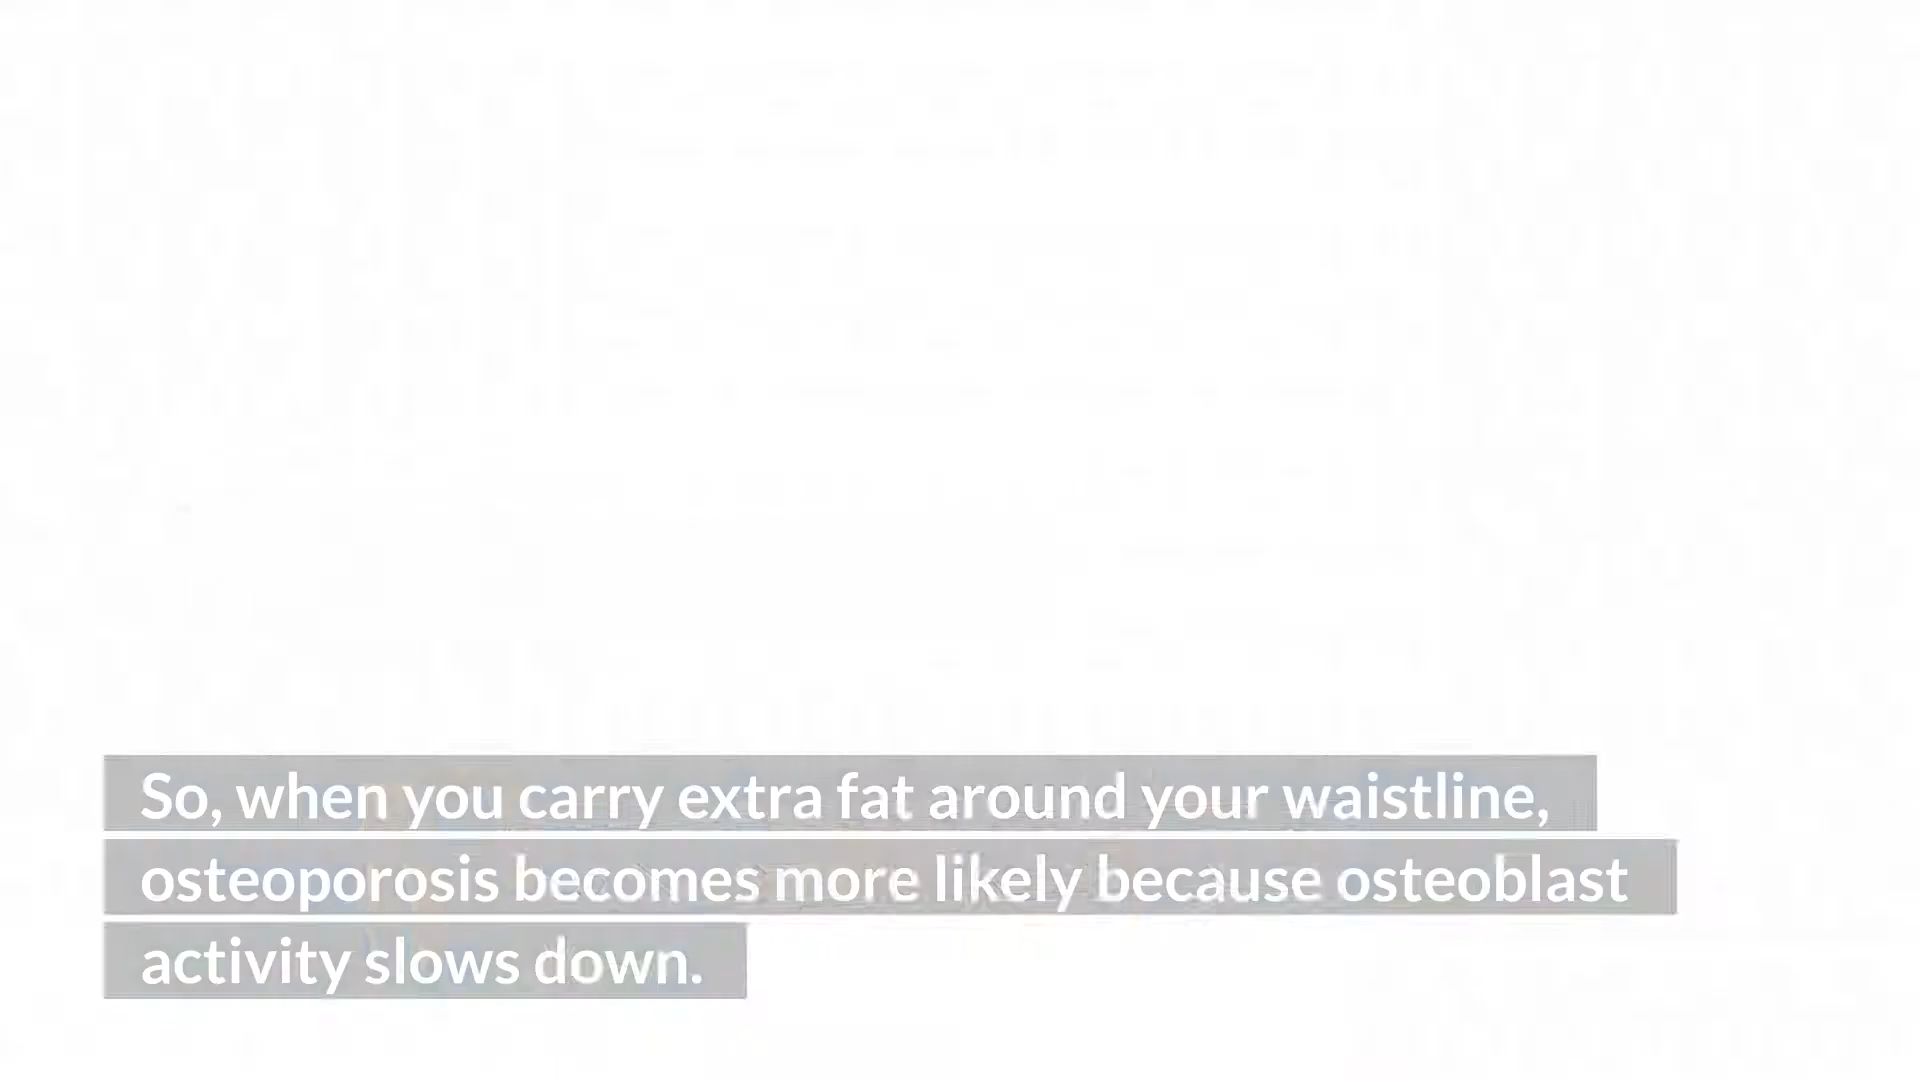 So, when you carry extra fat around your waistline,
osteoporosis becomes more likely because osteoblast
activity slows down.